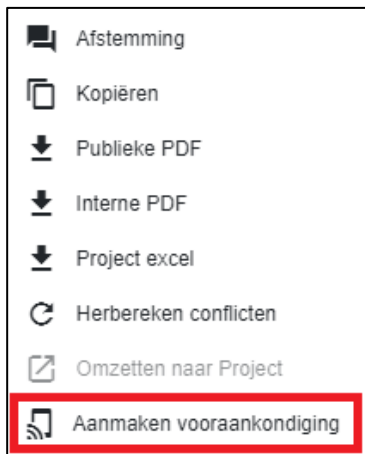 Afstemming
Kopiëren
Publieke PDF
Interne PDF
Project excel
Herbereken conflicten
Omzetten naar Project
Aanmaken vooraankondiging